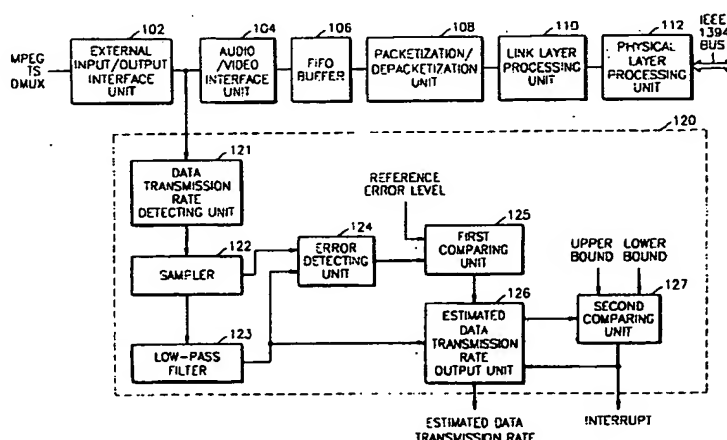 102
EXTERNAL
INPUT/OUTPUT
INTERFACE
UNIT
104
AUDIO
/VIDEO
INTERFACE
UNIT
106
FIFO
BUFFER
108
PACKETIZATION/
DEPACKETIZATION
UNIT
110
LINK LAYER
PROCESSING
UNIT
112
PHYSICAL
LAYER
PROCESSING
UNIT
IEEE
1394
BUS
MPEG
TS
DMUX
120
121
DATA
TRANSMISSION
RATE
DETECTING UNIT
122
SAMPLER
123
LOW-PASS
FILTER
124
ERROR
DETECTING
UNIT
REFERENCE
ERROR LEVEL
125
FIRST
COMPARING
UNIT
126
ESTIMATED
DATA
TRANSMISSION
RATE
OUTPUT UNIT
UPPER
BOUND
LOWER
BOUND
127
SECOND
COMPARING
UNIT
ESTIMATED DATA
TRANSMISSION RATE
INTERRUPT